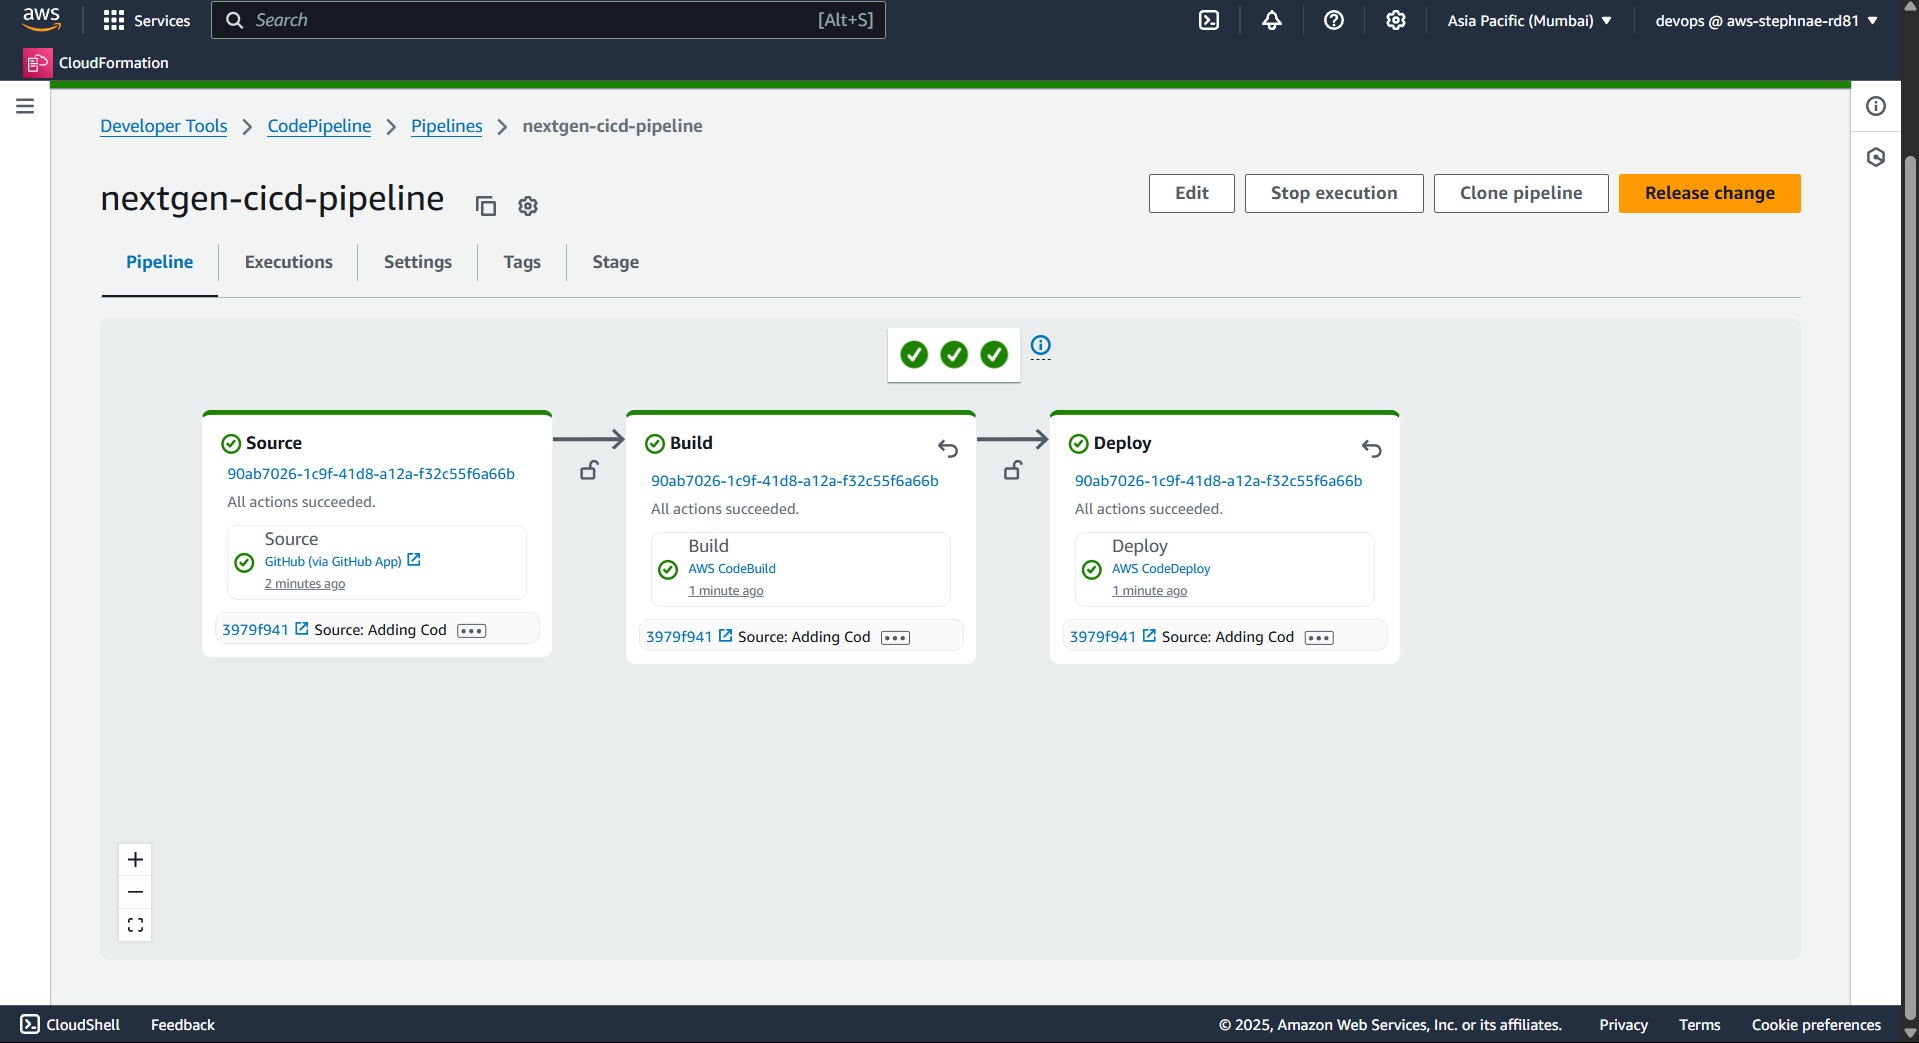 aws
Services
Search
[Alt+S]
Asia Pacific (Mumbai)
devops @ aws-stephnae-rd81
CloudFormation
Developer Tools
CodePipeline
Pipelines
nextgen-cicd-pipeline
nextgen-cicd-pipeline
Edit
Stop execution
Clone pipeline
Release change
Pipeline
Executions
Settings
Tags
Stage
Source
90ab7026-1c9f-41d8-a12a-f32c55f6a66b
All actions succeeded.
Source
GitHub (via GitHub App)
2 minutes ago
3979f941 Source: Adding Cod
Build
90ab7026-1c9f-41d8-a12a-f32c55f6a66b
All actions succeeded.
Build
AWS CodeBuild
1 minute ago
3979f941 Source: Adding Cod
Deploy
90ab7026-1c9f-41d8-a12a-f32c55f6a66b
All actions succeeded.
Deploy
AWS CodeDeploy
1 minute ago
3979f941 Source: Adding Cod
CloudShell
Feedback
© 2025, Amazon Web Services, Inc. or its affiliates.
Privacy
Terms
Cookie preferences